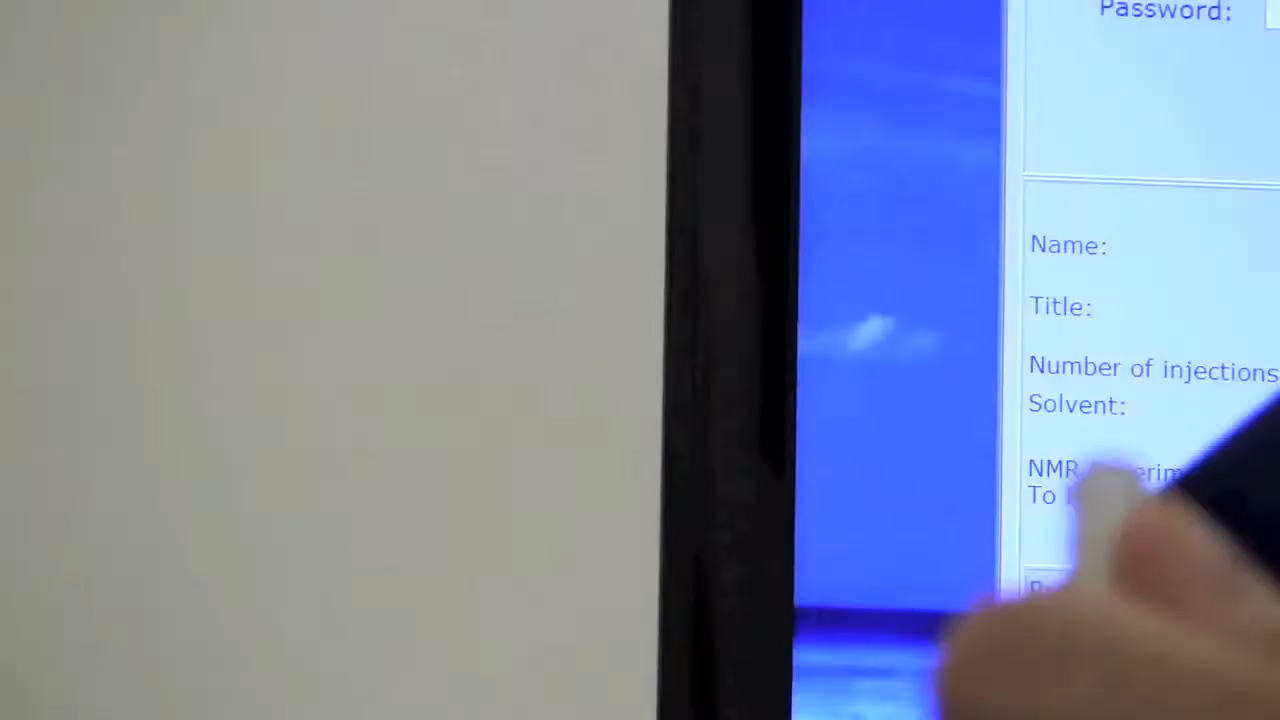 Password:
Name:
Title:
Number of injections
Solvent:
NMR
To